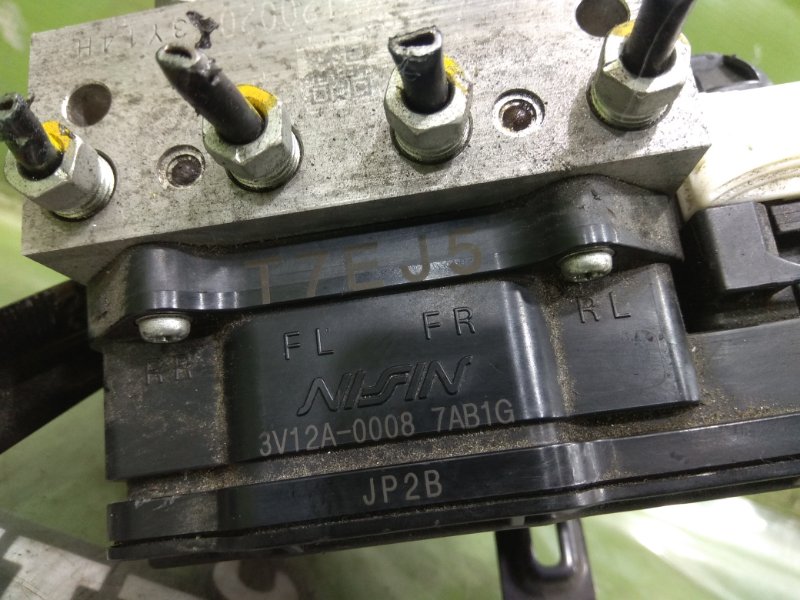 T7EJ5
RR FL FR RL
NISSIN
3V12A-0008 7AB1G
JP2B